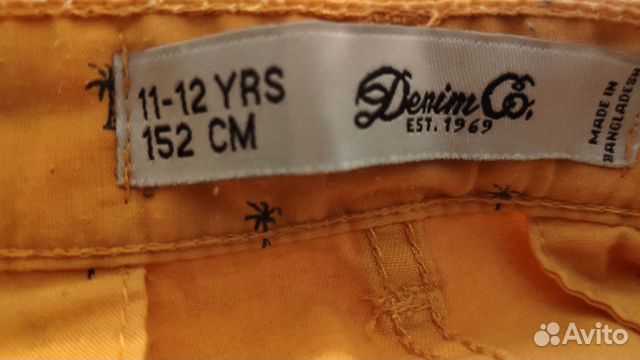 11-12 YRS
152 CM
Denim Co.
EST. 1969
MADE IN
BANGLADESH
Avito